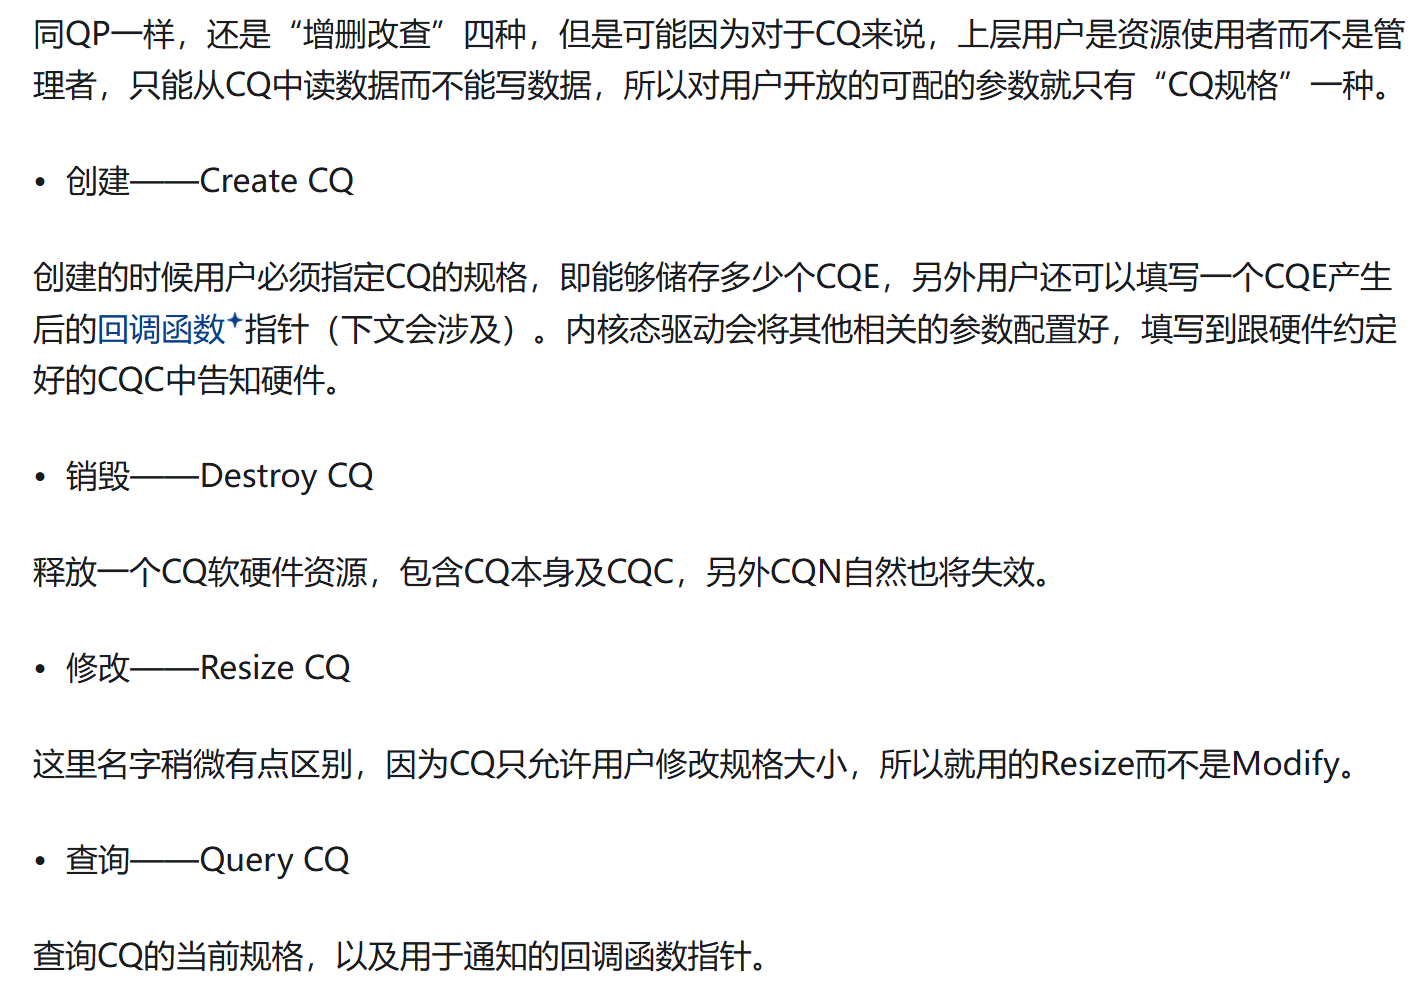 同QP一样，还是“增删改查”四种，但是可能因为对于CQ来说，上层用户是资源使用者而不是管
理者，只能从CQ中读数据而不能写数据，所以对用户开放的可配的参数就只有“CQ规格”一种。
• 创建——Create CQ
创建的时候用户必须指定CQ的规格，即能够储存多少个CQE，另外用户还可以填写一个CQE产生
后的回调函数指针（下文会涉及）。内核态驱动会将其他相关的参数配置好，填写到跟硬件约定
好的CQC中告知硬件。
• 销毁——Destroy CQ
释放一个CQ软硬件资源，包含CQ本身及CQC，另外CQN自然也将失效。
• 修改——Resize CQ
这里名字稍微有点区别，因为CQ只允许用户修改规格大小，所以就用的Resize而不是Modify。
• 查询——Query CQ
查询CQ的当前规格，以及用于通知的回调函数指针。